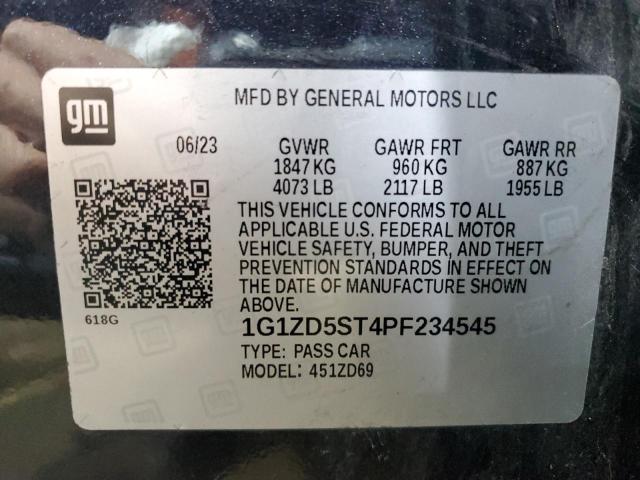 gm
MFD BY GENERAL MOTORS LLC
06/23 GVWR GAWR FRT GAWR RR
1847 KG 960 KG 887 KG
4073 LB 2117 LB 1955 LB
THIS VEHICLE CONFORMS TO ALL
APPLICABLE U.S. FEDERAL MOTOR
VEHICLE SAFETY, BUMPER, AND THEFT
PREVENTION STANDARDS IN EFFECT ON
THE DATE OF MANUFACTURE SHOWN
ABOVE.
618G
1G1ZD5ST4PF234545
TYPE: PASS CAR
MODEL: 451ZD69